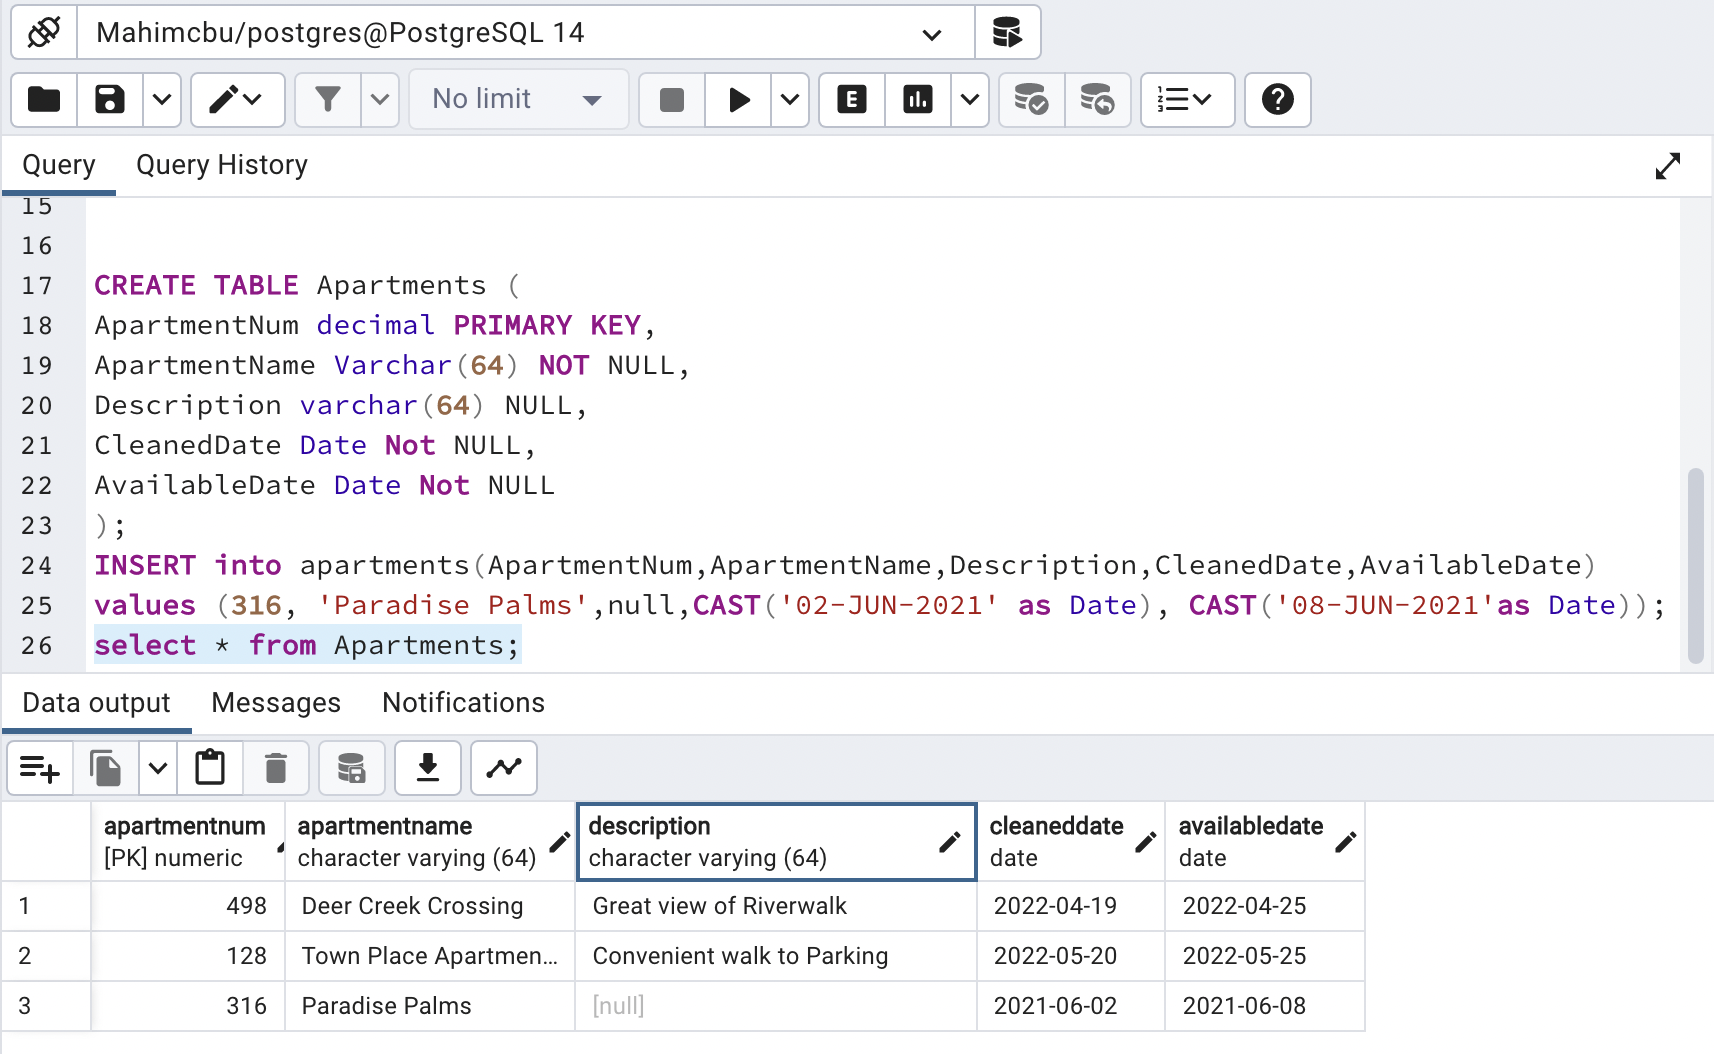 Mahimcbu/postgres@PostgreSQL 14
No limit
E
Query Query History
15
16
17 CREATE TABLE Apartments (
18 ApartmentNum decimal PRIMARY KEY,
19 ApartmentName Varchar(64) NOT NULL,
20 Description varchar(64) NULL,
21 CleanedDate Date Not NULL,
22 AvailableDate Date Not NULL
23 );
24 INSERT into apartments(ApartmentNum,ApartmentName,Description,CleanedDate,AvailableDate)
25 values (316, 'Paradise Palms',null,CAST('02-JUN-2021' as Date), CAST('08-JUN-2021'as Date));
26 select * from Apartments;
Data output Messages Notifications
apartmentnum apartmentname description cleaneddate availabledate
[PK] numeric character varying (64) character varying (64) date date
1 498 Deer Creek Crossing Great view of Riverwalk 2022-04-19 2022-04-25
2 128 Town Place Apartmen... Convenient walk to Parking 2022-05-20 2022-05-25
3 316 Paradise Palms [null] 2021-06-02 2021-06-08